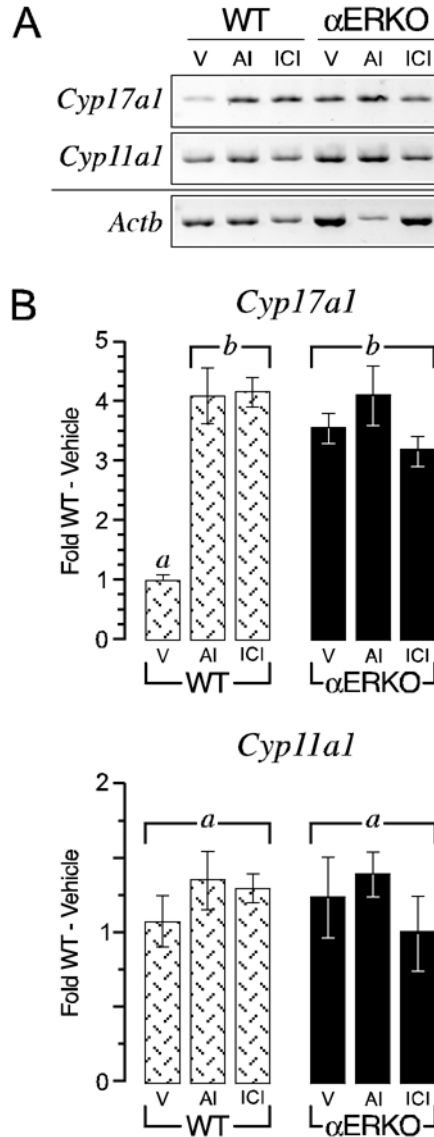 A
WT αERKO
V AI ICI V AI ICI
Cyp17a1
Cyp11a1
Actb
B
Cyp17a1
Fold WT - Vehicle
5
4
3
2
1
0
a
b
b
V AI ICI V AI ICI
WT αERKO
Cyp11a1
Fold WT - Vehicle
2
1
0
a
a
V AI ICI V AI ICI
WT αERKO